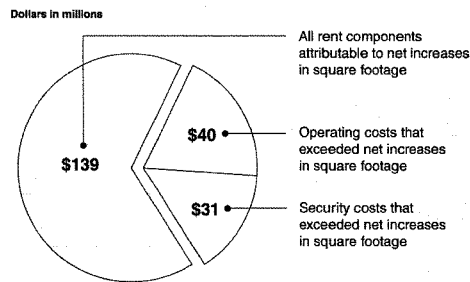 Dollars in millions
All rent components
attributable to net increases
in square footage
$139
$40
Operating costs that
exceeded net increases
in square footage
$31
Security costs that
exceeded net increases
in square footage